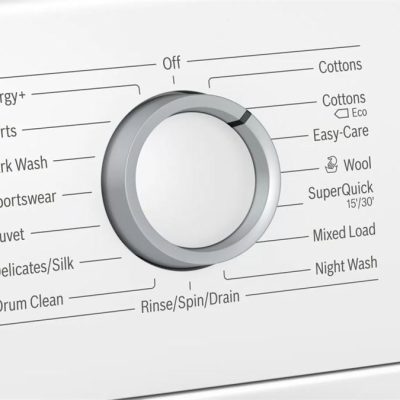 Off
Cottons
Cottons
Eco
Easy-Care
Wool
SuperQuick
15'/30'
Mixed Load
Night Wash
Rinse/Spin/Drain
Drum Clean
Delicates/Silk
uvet
portswear
rk Wash
rts
rgy+